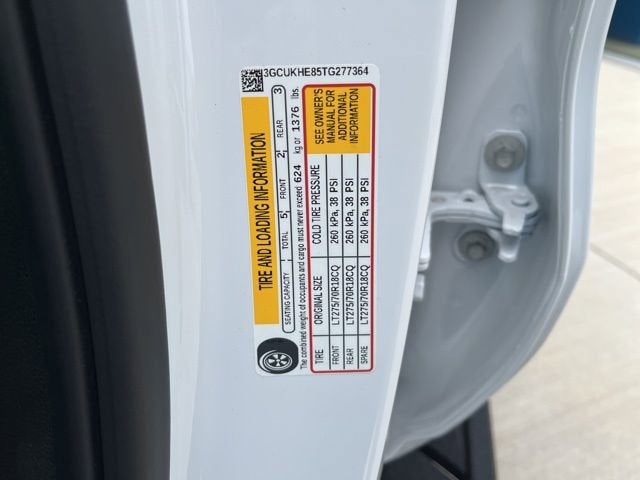 3GCUKHE85TG277364
TIRE AND LOADING INFORMATION
SEATING CAPACITY TOTAL 5 FRONT 2 REAR 3
The combined weight of occupants and cargo must never exceed 624 kg or 1376 lbs.
TIRE ORIGINAL SIZE COLD TIRE PRESSURE
FRONT LT275/70R18CQ 260 kPa, 38 PSI
REAR LT275/70R18CQ 260 kPa, 38 PSI
SPARE LT275/70R18CQ 260 kPa, 38 PSI
SEE OWNER'S
MANUAL FOR
ADDITIONAL
INFORMATION